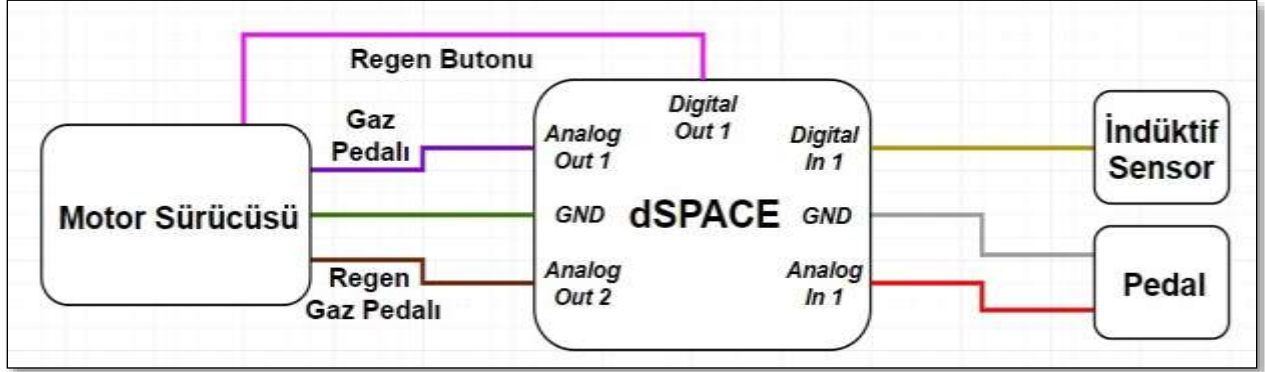 Regen Butonu
Gaz
Pedalı
Motor Sürücüsü
Regen
Gaz Pedalı
Digital
Out 1
Analog
Out 1
GND
Analog
Out 2
dSPACE
Digital
In 1
GND
Analog
In 1
İndüktif
Sensor
Pedal